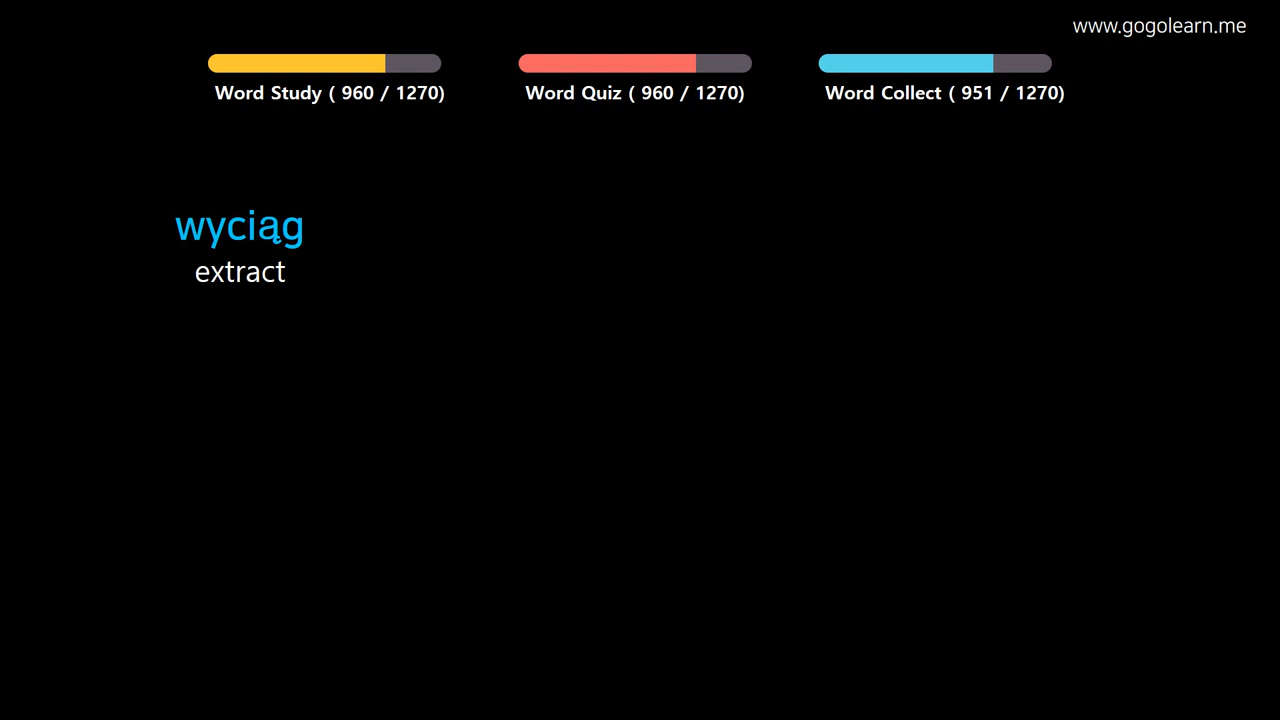 www.gogolearn.me
Word Study ( 960 / 1270)
Word Quiz ( 960 / 1270)
Word Collect ( 951 / 1270)
wyciąg
extract